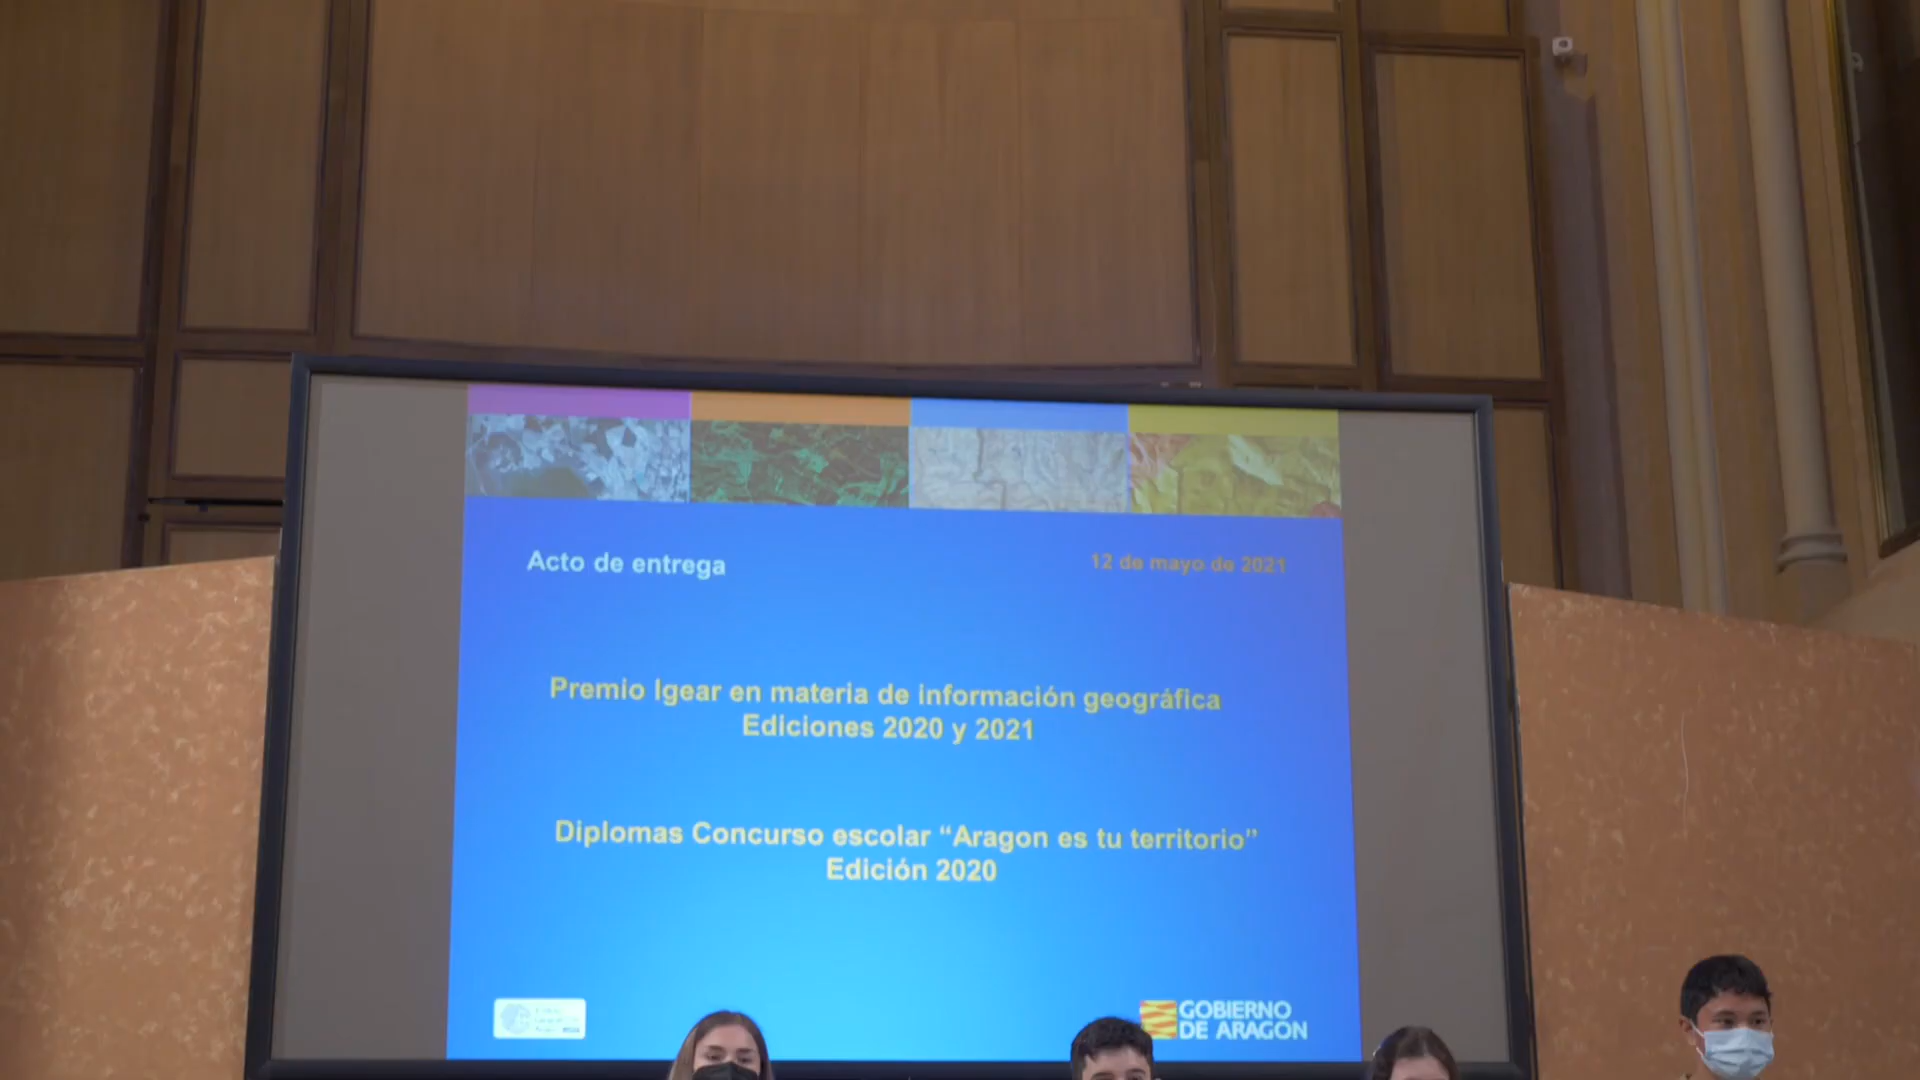 Acto de entrega
12 de mayo de 2021
Premio Igear en materia de información geográfica
Ediciones 2020 y 2021
Diplomas Concurso escolar “Aragon es tu territorio”
Edición 2020
GOBIERNO
DE ARAGON